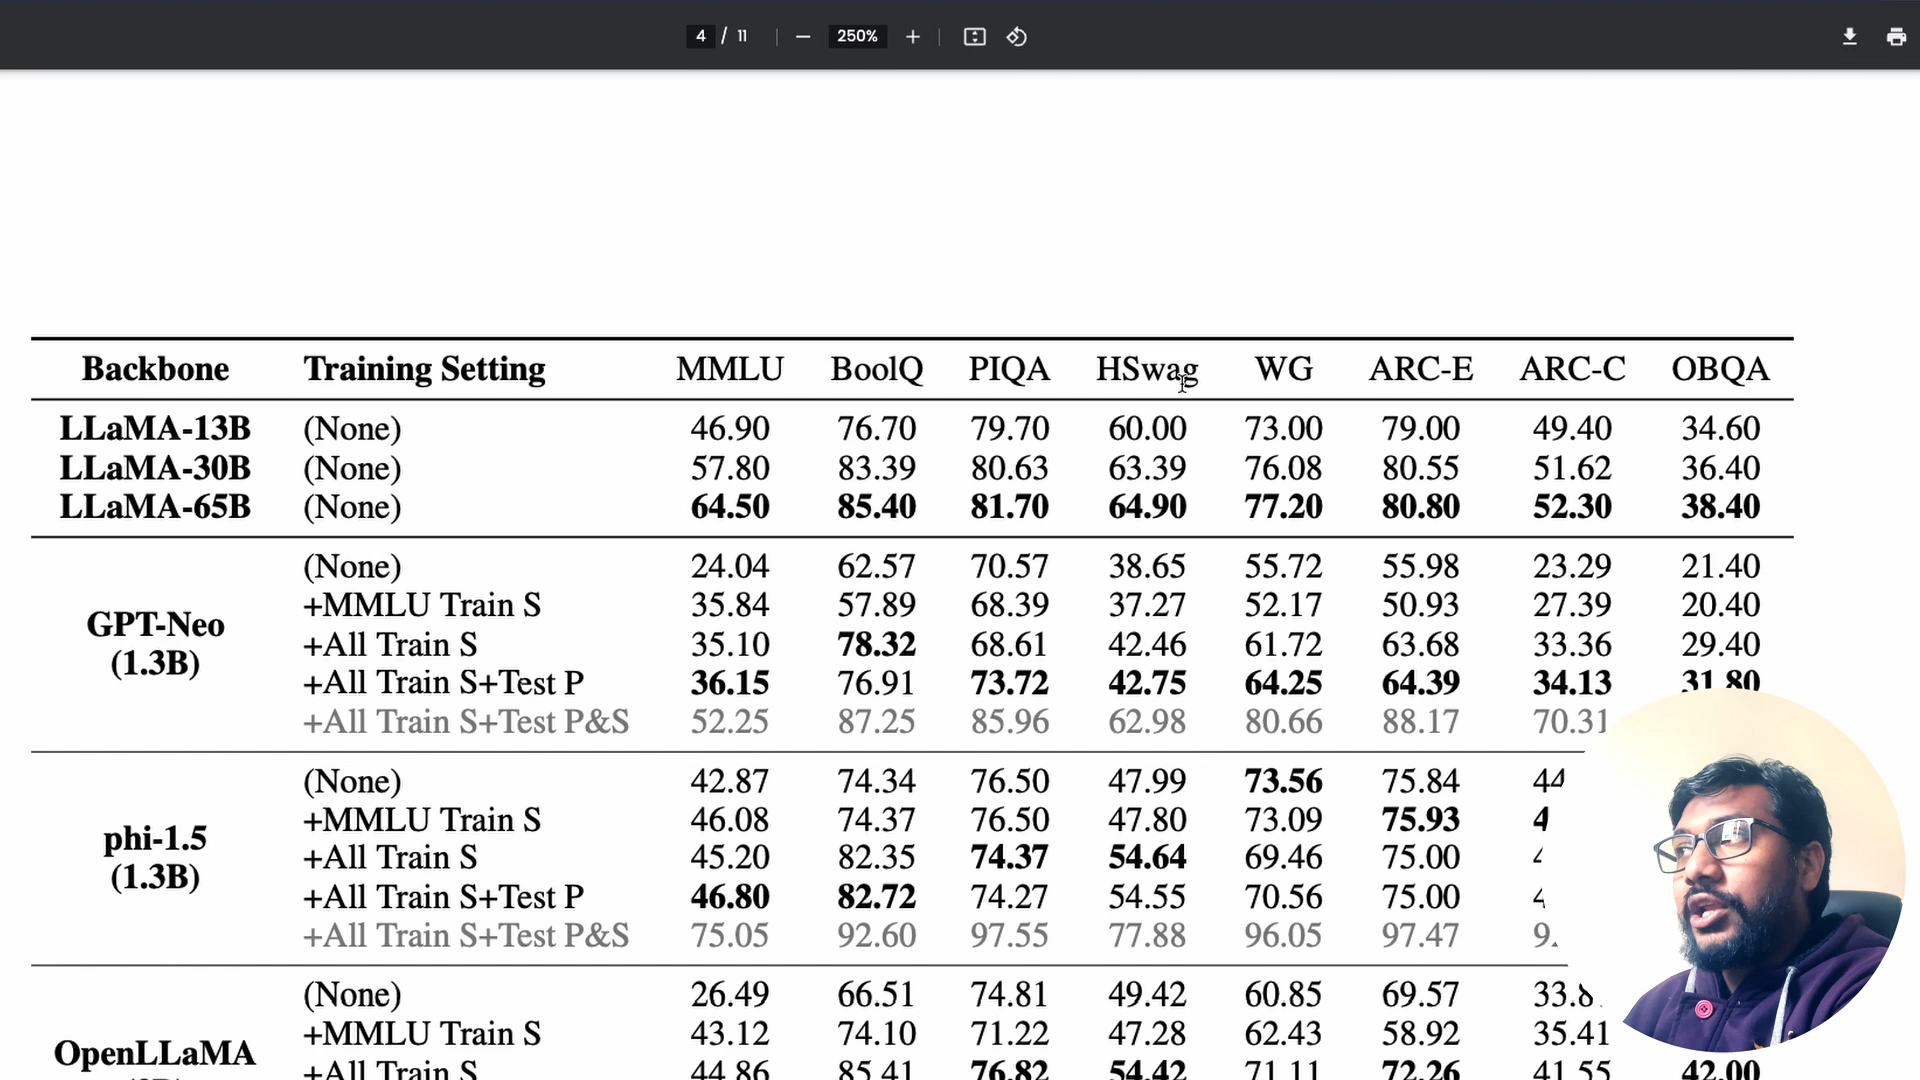 4 / 11 250%
Backbone Training Setting MMLU BoolQ PIQA HSwag WG ARC-E ARC-C OBQA
LLaMA-13B (None) 46.90 76.70 79.70 60.00 73.00 79.00 49.40 34.60
LLaMA-30B (None) 57.80 83.39 80.63 63.39 76.08 80.55 51.62 36.40
LLaMA-65B (None) 64.50 85.40 81.70 64.90 77.20 80.80 52.30 38.40
(None) 24.04 62.57 70.57 38.65 55.72 55.98 23.29 21.40
+MMLU Train S 35.84 57.89 68.39 37.27 52.17 50.93 27.39 20.40
GPT-Neo
+All Train S 35.10 78.32 68.61 42.46 61.72 63.68 33.36 29.40
(1.3B)
+All Train S+Test P 36.15 76.91 73.72 42.75 64.25 64.39 34.13 31.80
+All Train S+Test P&S 52.25 87.25 85.96 62.98 80.66 88.17 70.31
(None) 42.87 74.34 76.50 47.99 73.56 75.84 44
+MMLU Train S 46.08 74.37 76.50 47.80 73.09 75.93
phi-1.5
+All Train S 45.20 82.35 74.37 54.64 69.46 75.00
(1.3B)
+All Train S+Test P 46.80 82.72 74.27 54.55 70.56 75.00
+All Train S+Test P&S 75.05 92.60 97.55 77.88 96.05 97.47
(None) 26.49 66.51 74.81 49.42 60.85 69.57
+MMLU Train S 43.12 74.10 71.22 47.28 62.43 58.92 35.41
OpenLLaMA
+All Train S 44.86 85.41 76.82 54.42 71.11 72.26 41.55 42.00